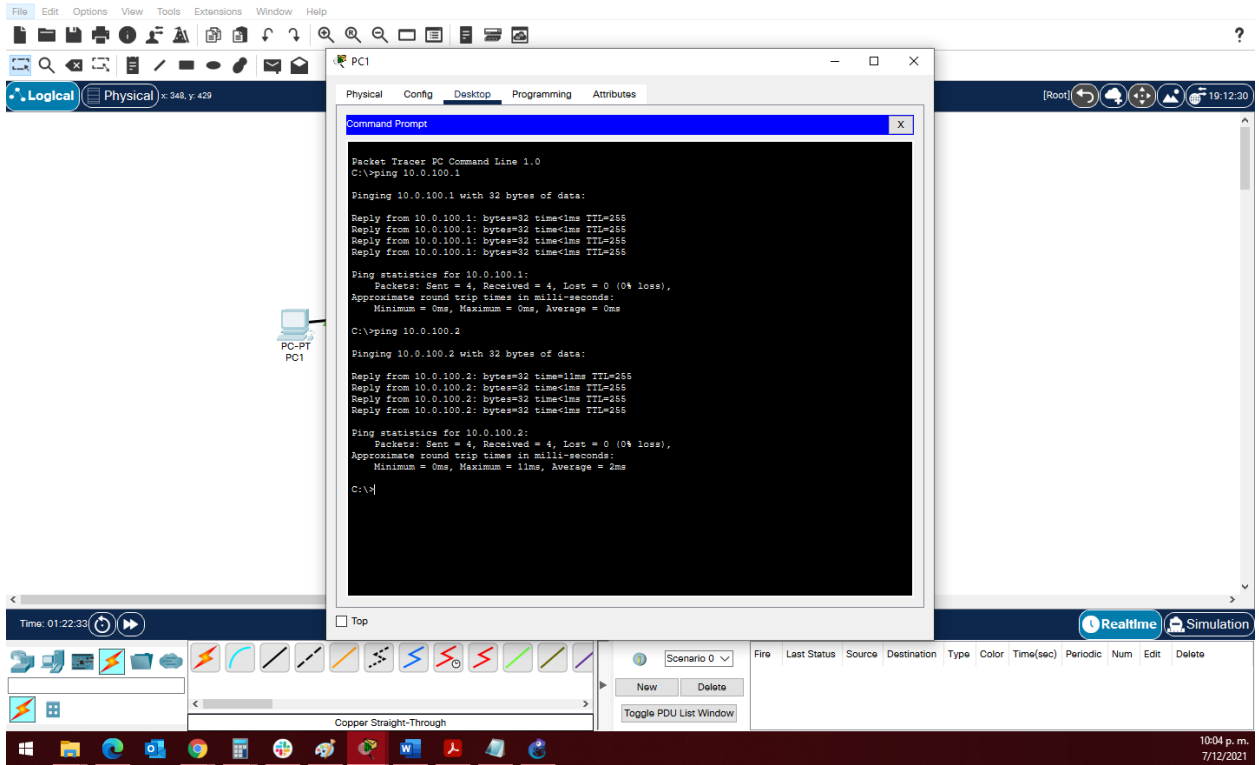 File Edit Options View Tools Extensions Window Help
?
PC1
Logical Physical x: 348, y: 429
[Root] 19:12:30
Physical Config Desktop Programming Attributes
Command Prompt
X
Packet Tracer PC Command Line 1.0
C:\>ping 10.0.100.1
Pinging 10.0.100.1 with 32 bytes of data:
Reply from 10.0.100.1: bytes=32 time<1ms TTL=255
Reply from 10.0.100.1: bytes=32 time<1ms TTL=255
Reply from 10.0.100.1: bytes=32 time<1ms TTL=255
Reply from 10.0.100.1: bytes=32 time<1ms TTL=255
Ping statistics for 10.0.100.1:
Packets: Sent = 4, Received = 4, Lost = 0 (0% loss),
Approximate round trip times in milli-seconds:
Minimum = 0ms, Maximum = 0ms, Average = 0ms
C:\>ping 10.0.100.2
Pinging 10.0.100.2 with 32 bytes of data:
Reply from 10.0.100.2: bytes=32 time=11ms TTL=255
Reply from 10.0.100.2: bytes=32 time<1ms TTL=255
Reply from 10.0.100.2: bytes=32 time<1ms TTL=255
Reply from 10.0.100.2: bytes=32 time<1ms TTL=255
Ping statistics for 10.0.100.2:
Packets: Sent = 4, Received = 4, Lost = 0 (0% loss),
Approximate round trip times in milli-seconds:
Minimum = 0ms, Maximum = 11ms, Average = 2ms
C:\>
PC-PT
PC1
Top
Time: 01:22:33
Realtime Simulation
Scenario 0
Fire Last Status Source Destination Type Color Time(sec) Periodic Num Edit Delete
New Delete
Toggle PDU List Window
Copper Straight-Through
10:04 p. m.
7/12/2021